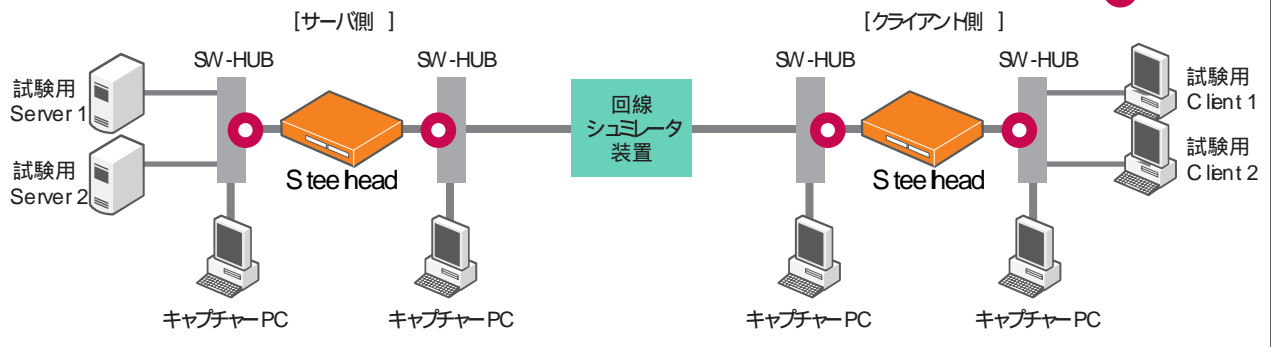 [サーバ側 ]
[クライアント側 ]
SW-HUB
SW-HUB
SW-HUB
SW-HUB
試験用
Server 1
試験用
Server 2
Steelhead
回線
シュミレータ
装置
Steelhead
試験用
Client 1
試験用
Client 2
キャプチャーPC
キャプチャーPC
キャプチャーPC
キャプチャーPC